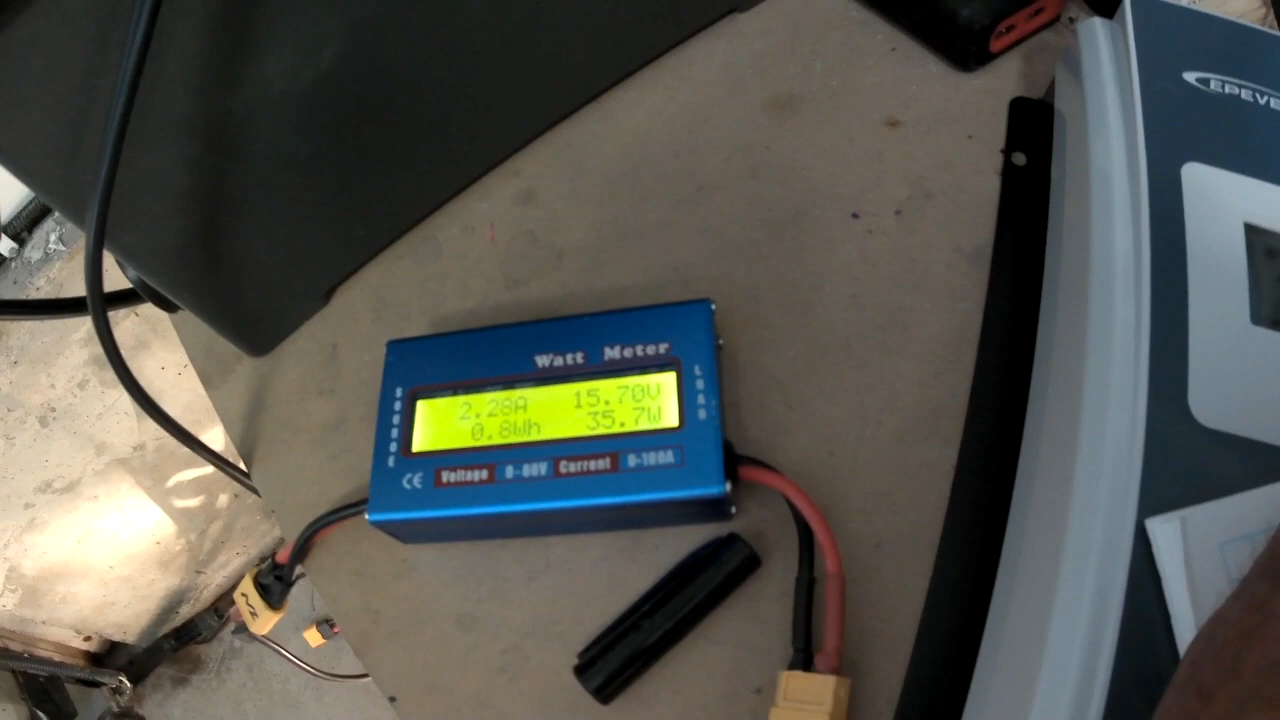 EPEVE
Watt Meter
SOURCE
LOAD
2.28A 15.70V
0.8Wh 35.7W
CE Voltage 0-60V Current 0-100A